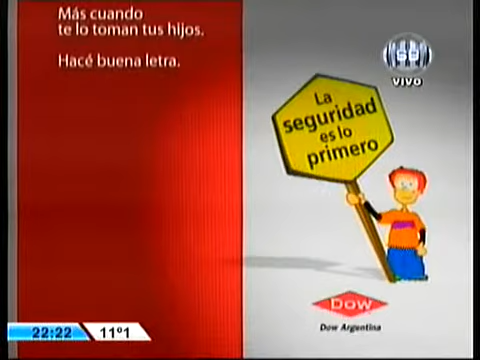 Más cuando
te lo toman tus hijos.
Hacé buena letra.
VIVO
La
seguridad
es lo
primero
Dow
Dow Argentina
22:22
11º1